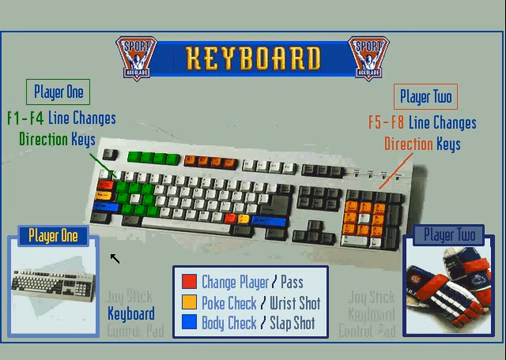 SPORT
ACCOLADE
KEYBOARD
SPORT
ACCOLADE
Player One
F1-F4 Line Changes
Direction Keys
Player Two
F5-F8 Line Changes
Direction Keys
Player One
Joy Stick
Keyboard
Control Pad
Change Player / Pass
Poke Check / Wrist Shot
Body Check / Slap Shot
Player Two
Joy Stick
Keyboard
Control Pad